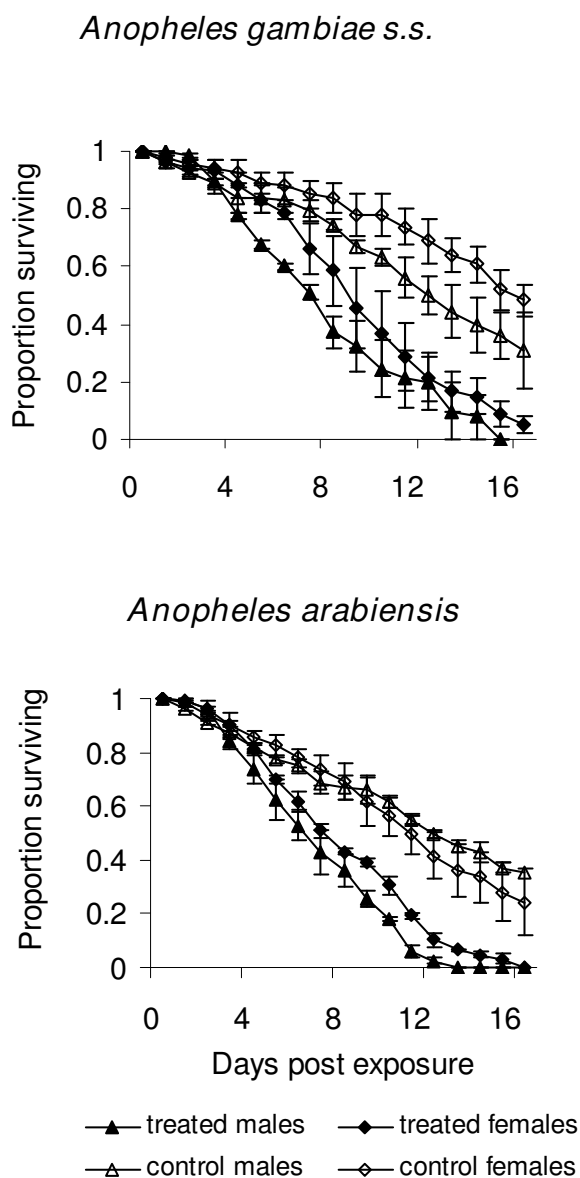 Anopheles gambiae s.s.
Proportion surviving
1
0.8
0.6
0.4
0.2
0
0 4 8 12 16
Anopheles arabiensis
Proportion surviving
1
0.8
0.6
0.4
0.2
0
0 4 8 12 16
Days post exposure
treated males treated females
control males control females